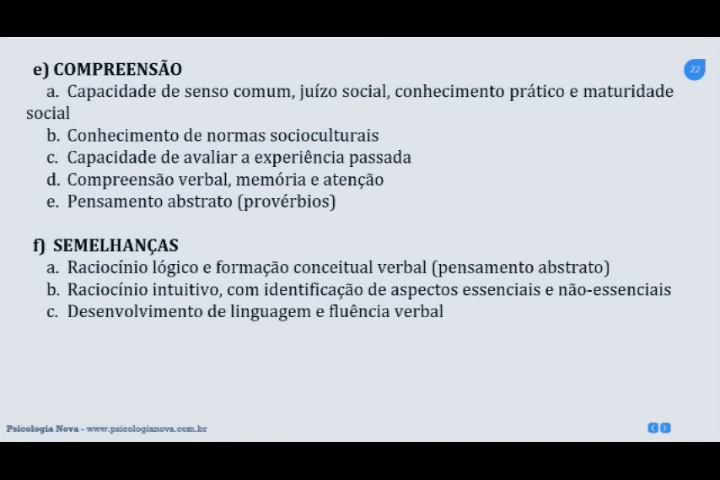 e) COMPREENSÃO
22
a. Capacidade de senso comum, juízo social, conhecimento prático e maturidade
social
b. Conhecimento de normas socioculturais
c. Capacidade de avaliar a experiência passada
d. Compreensão verbal, memória e atenção
e. Pensamento abstrato (provérbios)
f) SEMELHANÇAS
a. Raciocínio lógico e formação conceitual verbal (pensamento abstrato)
b. Raciocínio intuitivo, com identificação de aspectos essenciais e não-essenciais
c. Desenvolvimento de linguagem e fluência verbal
Psicologia Nova - www.psicologianova.com.br